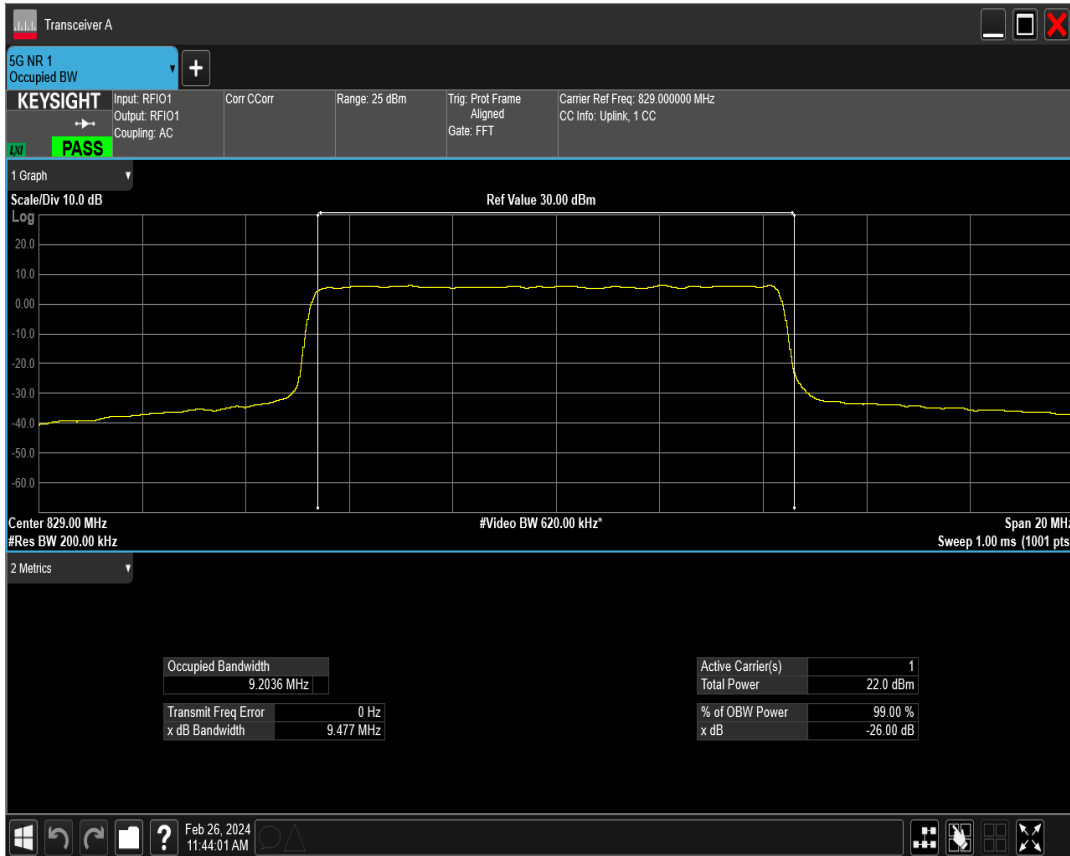 Transceiver A
5G NR 1
Occupied BW
KEYSIGHT
Input: RFIO1
Output: RFIO1
Coupling: AC
Corr CCorr
Range: 25 dBm
Trig: Prot Frame
Aligned
Gate: FFT
Carrier Ref Freq: 829.000000 MHz
CC Info: Uplink, 1 CC
LXI
PASS
1 Graph
Scale/Div 10.0 dB
Ref Value 30.00 dBm
Log
20.0
10.0
0.00
-10.0
-20.0
-30.0
-40.0
-50.0
-60.0
Center 829.00 MHz
#Video BW 620.00 kHz*
Span 20 MHz
#Res BW 200.00 kHz
Sweep 1.00 ms (1001 pts
2 Metrics
Occupied Bandwidth
9.2036 MHz
Transmit Freq Error 0 Hz
x dB Bandwidth 9.477 MHz
Active Carrier(s) 1
Total Power 22.0 dBm
% of OBW Power 99.00 %
x dB -26.00 dB
?
Feb 26, 2024
11:44:01 AM